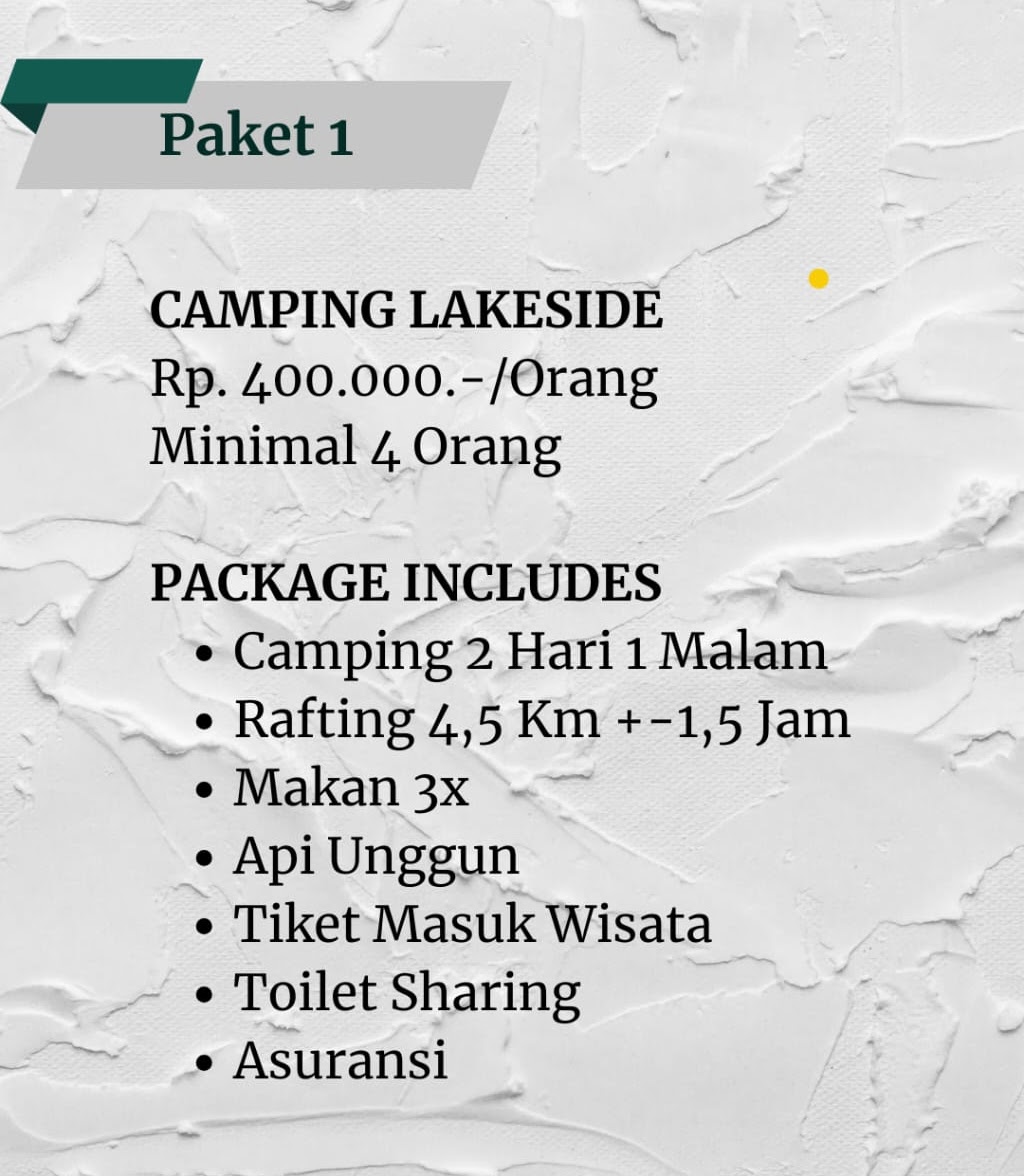 Paket 1
CAMPING LAKESIDE
Rp. 400.000.-/Orang
Minimal 4 Orang
PACKAGE INCLUDES
• Camping 2 Hari 1 Malam
• Rafting 4,5 Km +-1,5 Jam
• Makan 3x
• Api Unggun
• Tiket Masuk Wisata
• Toilet Sharing
• Asuransi